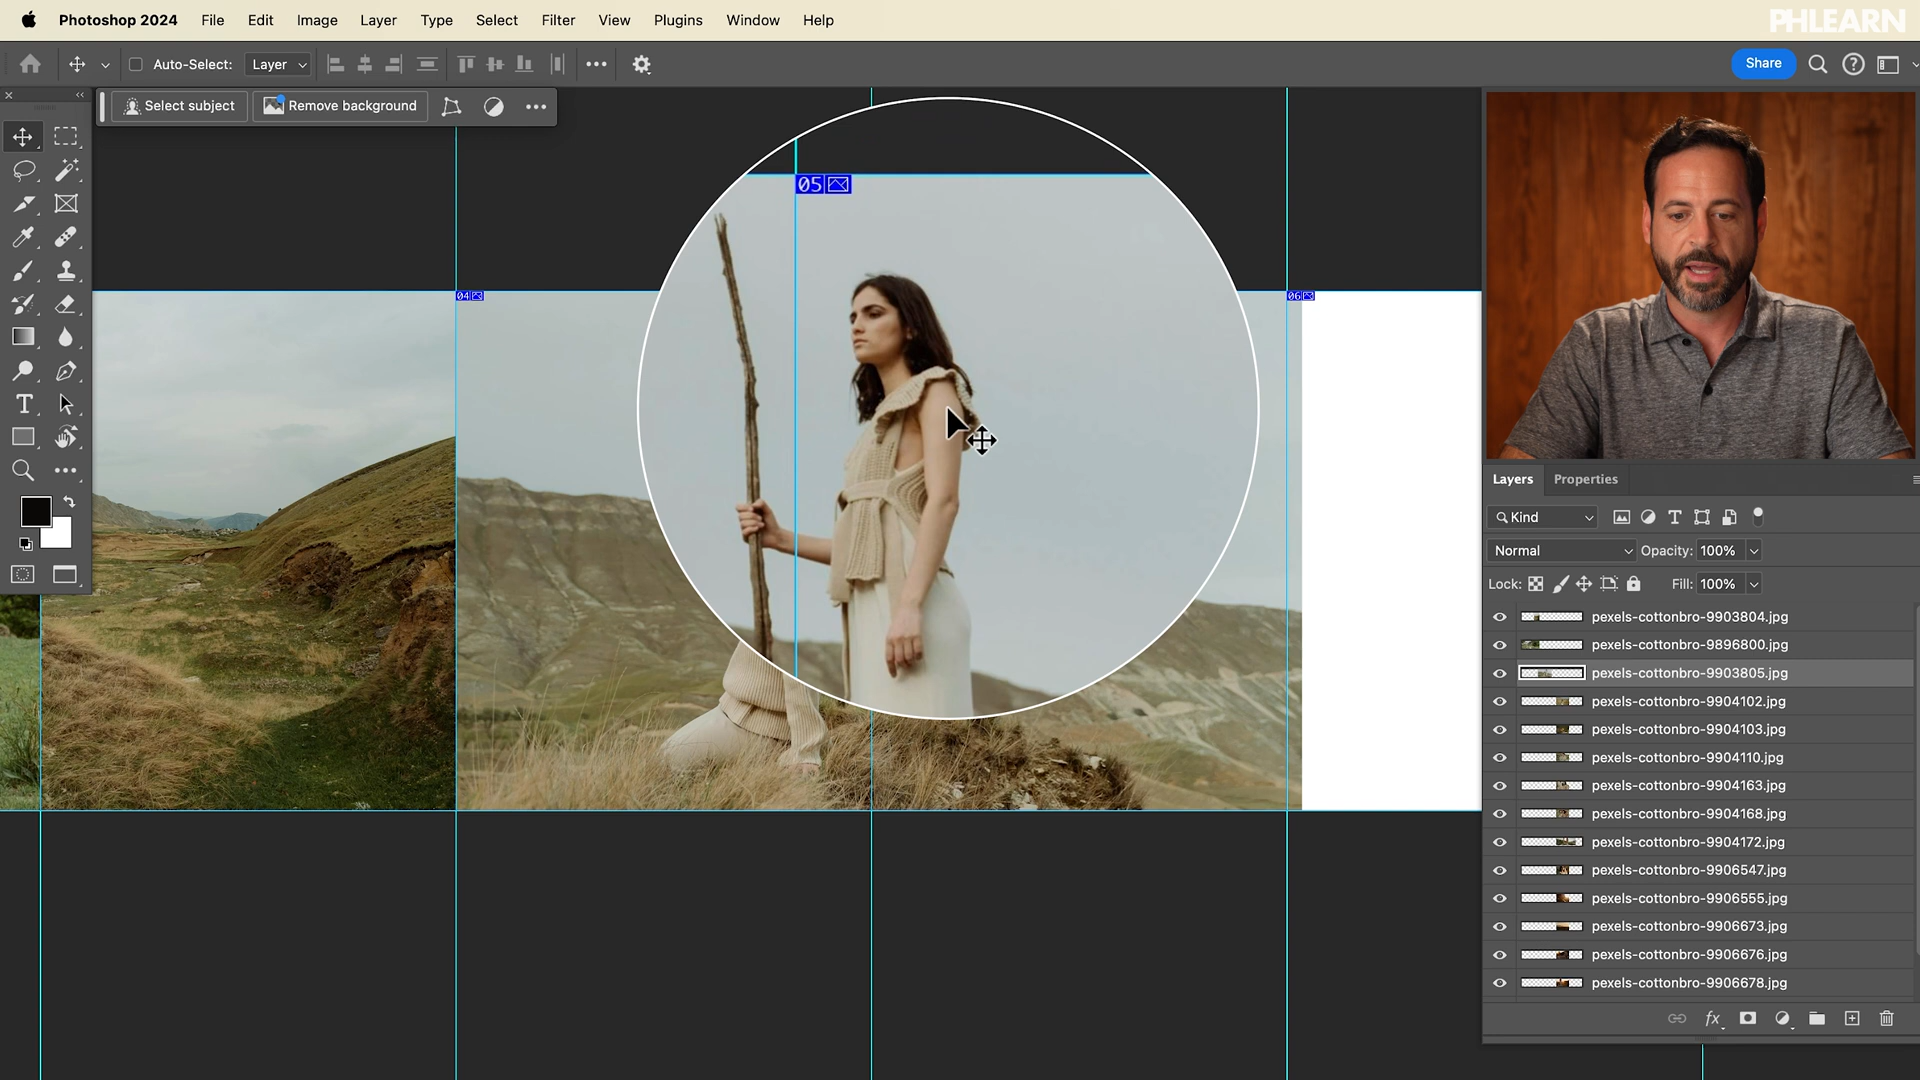 Photoshop 2024 File Edit Image Layer Type Select Filter View Plugins Window Help
PHLEARN
Auto-Select: Layer
Share
Select subject Remove background
05
04
06
Layers Properties
Kind
Normal Opacity: 100%
Lock: Fill: 100%
pexels-cottonbro-9903804.jpg
pexels-cottonbro-9896800.jpg
pexels-cottonbro-9903805.jpg
pexels-cottonbro-9904102.jpg
pexels-cottonbro-9904103.jpg
pexels-cottonbro-9904110.jpg
pexels-cottonbro-9904163.jpg
pexels-cottonbro-9904168.jpg
pexels-cottonbro-9904172.jpg
pexels-cottonbro-9906547.jpg
pexels-cottonbro-9906555.jpg
pexels-cottonbro-9906673.jpg
pexels-cottonbro-9906676.jpg
pexels-cottonbro-9906678.jpg
fx